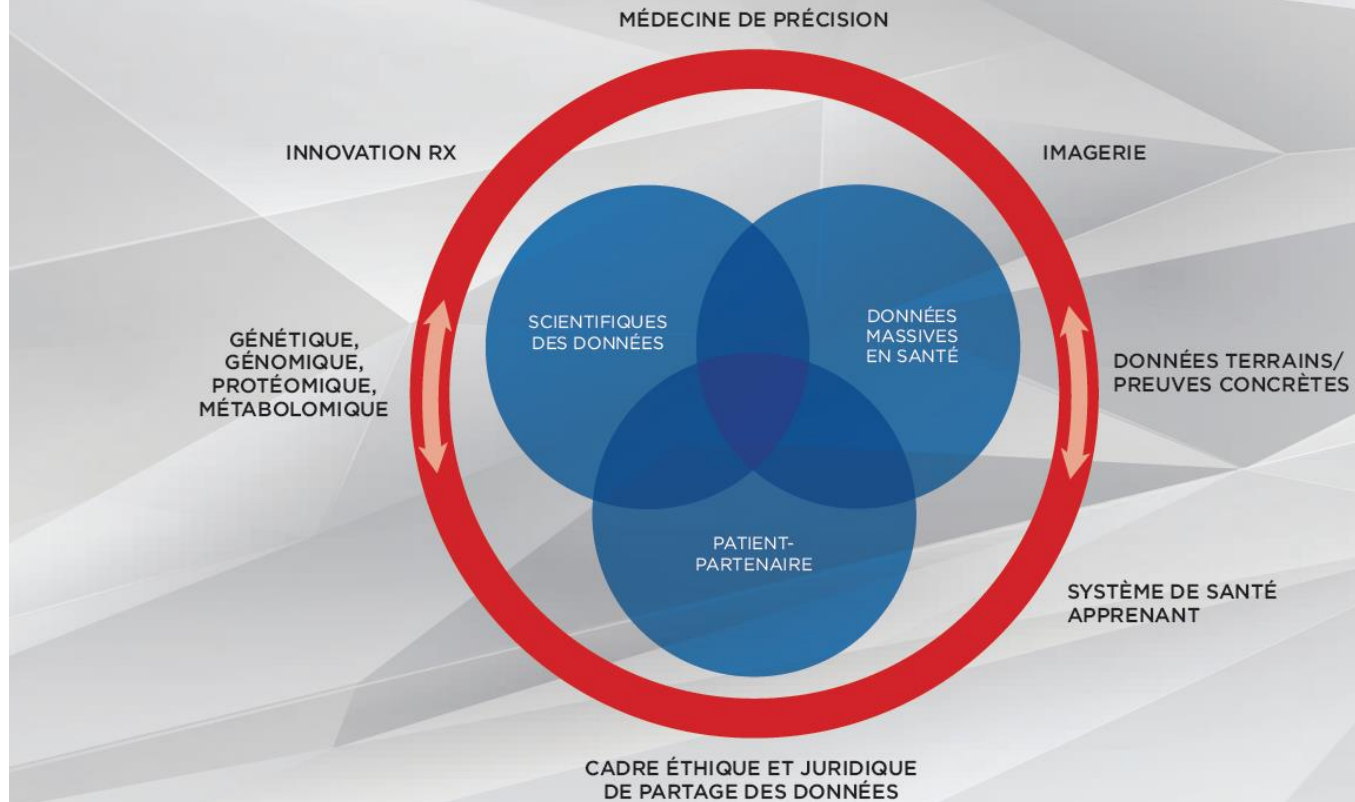 MÉDECINE DE PRÉCISION
INNOVATION RX
IMAGERIE
SCIENTIFIQUES
DES DONNÉES
DONNÉES
MASSIVES
EN SANTÉ
GÉNÉTIQUE,
GÉNOMIQUE,
PROTÉOMIQUE,
MÉTABOLOMIQUE
DONNÉES TERRAINS/
PREUVES CONCRÈTES
PATIENT-
PARTENAIRE
SYSTÈME DE SANTÉ
APPRENANT
CADRE ÉTHIQUE ET JURIDIQUE
DE PARTAGE DES DONNÉES